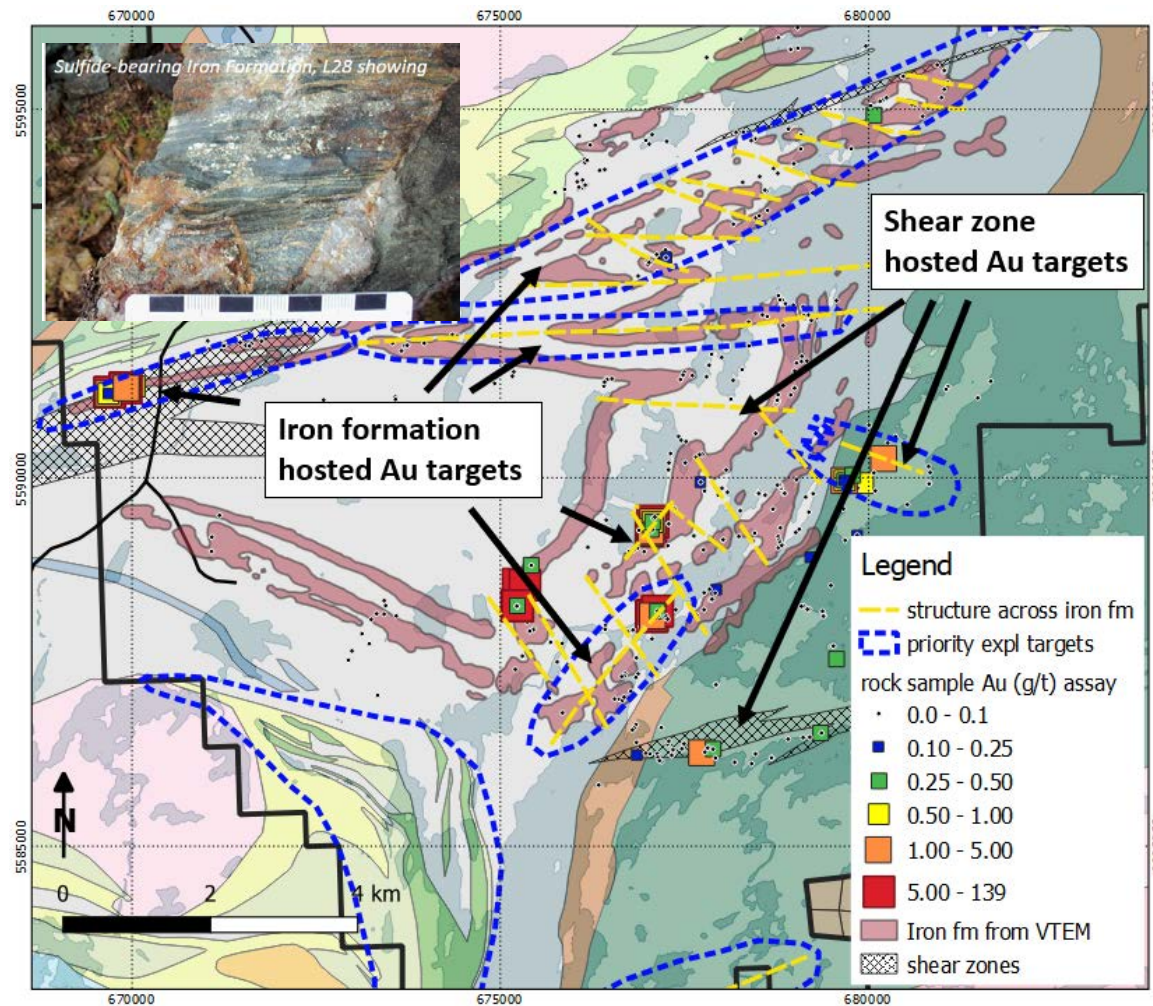 670000
675000
680000
Sulfide-bearing Iron Formation, L28 showing
5595000
5595000
Shear zone
hosted Au targets
Iron formation
hosted Au targets
5590000
Legend
structure across iron fm
priority expl targets
rock sample Au (g/t) assay
0.0 - 0.1
0.10 - 0.25
0.25 - 0.50
0.50 - 1.00
1.00 - 5.00
5.00 - 139
Iron fm from VTEM
shear zones
N
5585000
0 2 4 km
670000
675000
680000